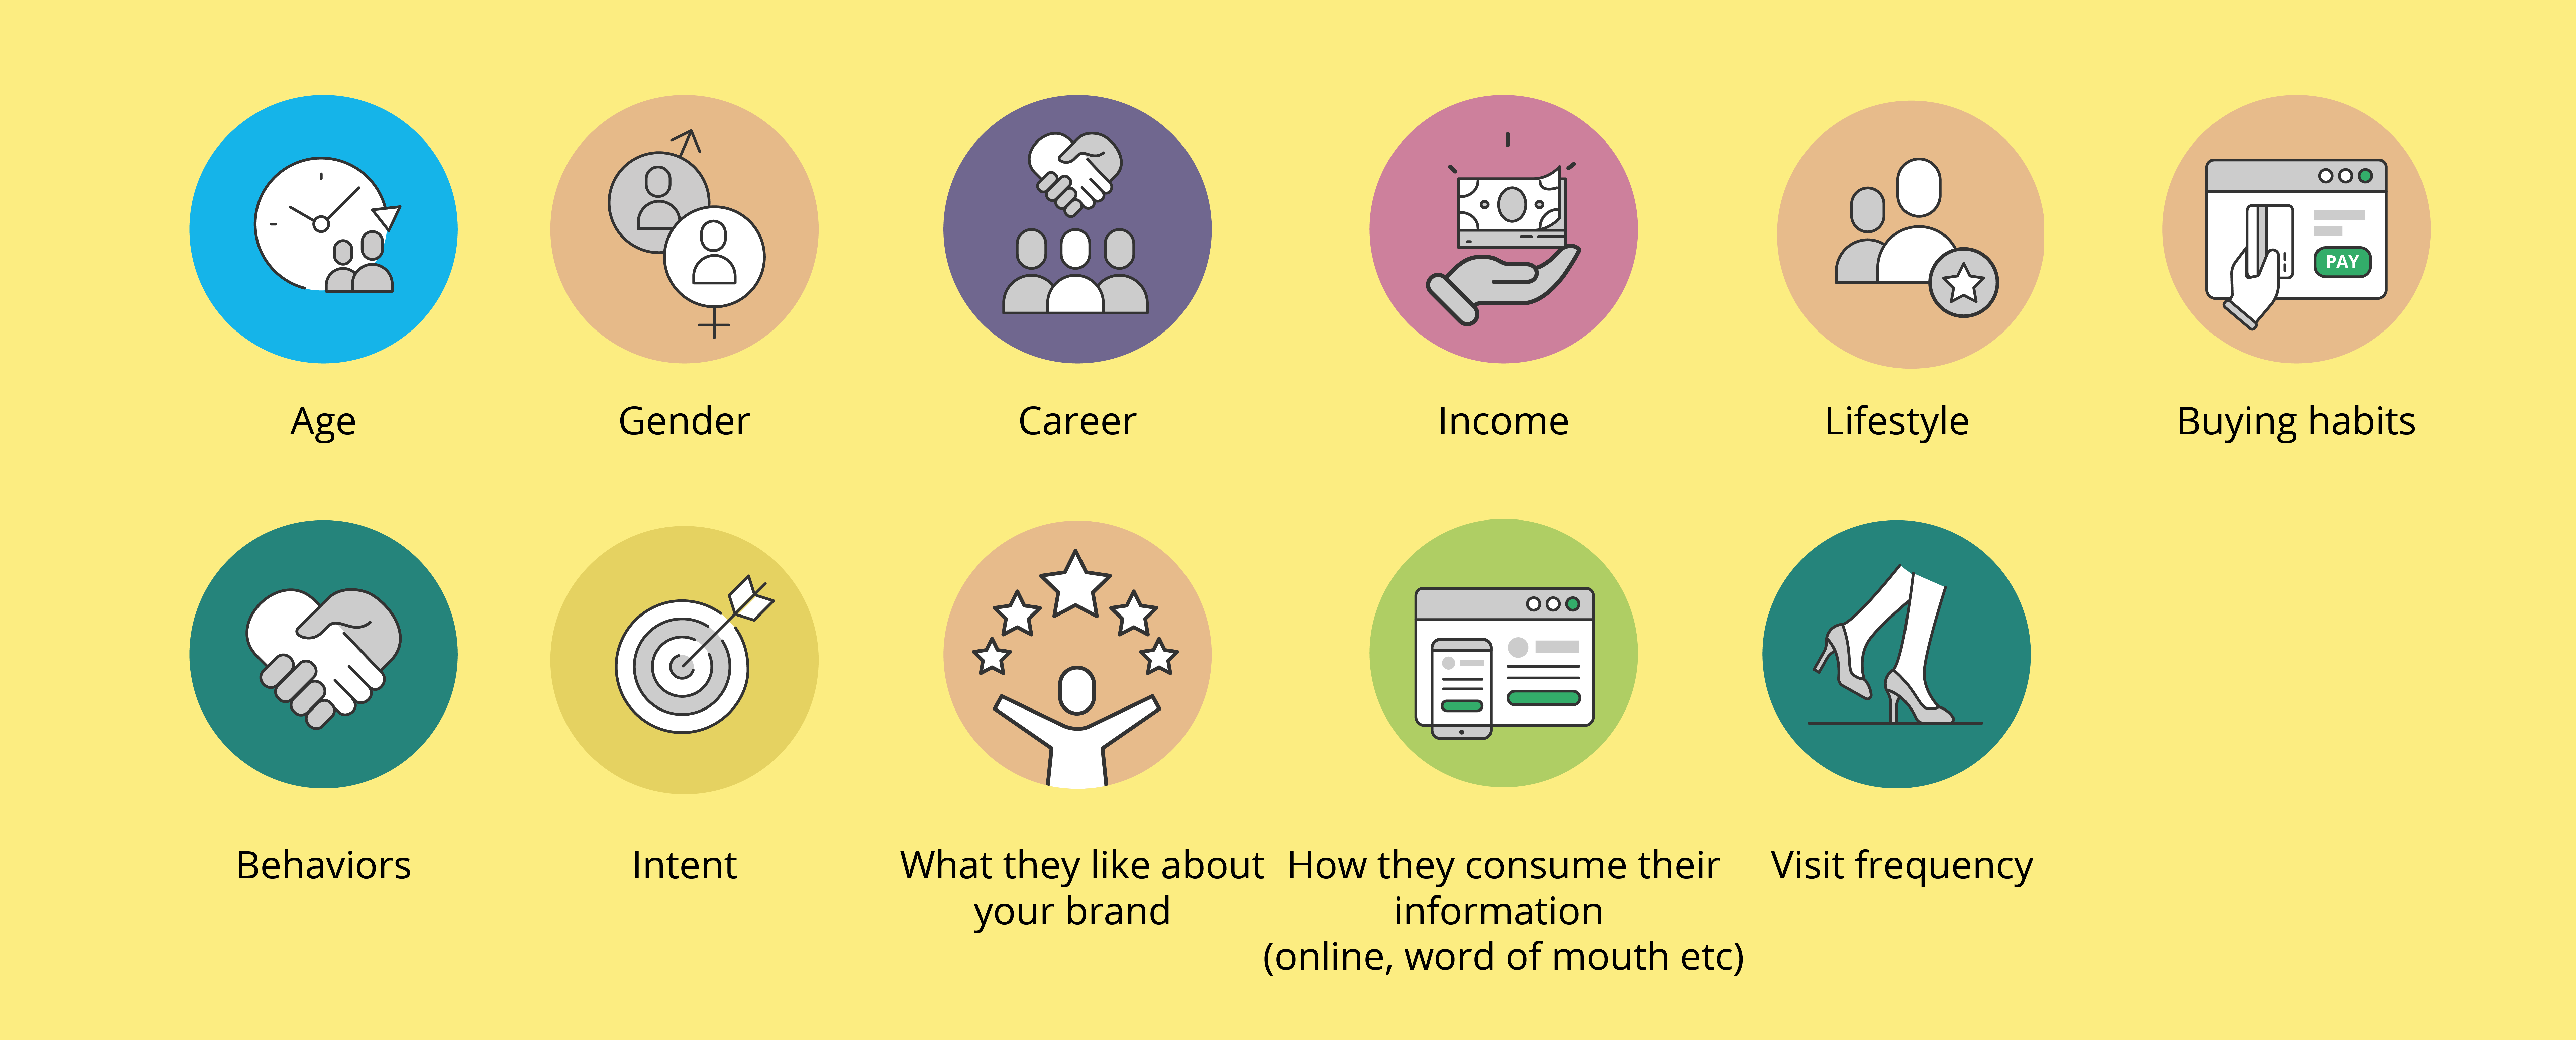 PAY
Age
Gender
Career
Income
Lifestyle
Buying habits
Behaviors
Intent
What they like about
your brand
How they consume their
information
(online, word of mouth etc)
Visit frequency